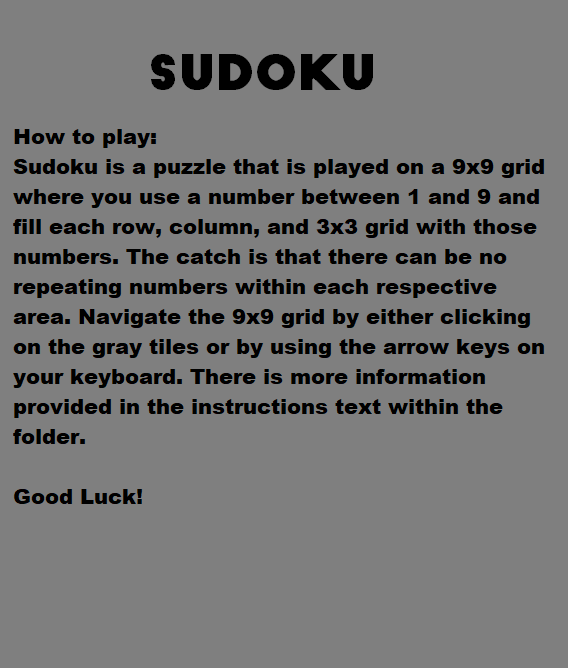 SUDOKU
How to play:
Sudoku is a puzzle that is played on a 9x9 grid
where you use a number between 1 and 9 and
fill each row, column, and 3x3 grid with those
numbers. The catch is that there can be no
repeating numbers within each respective
area. Navigate the 9x9 grid by either clicking
on the gray tiles or by using the arrow keys on
your keyboard. There is more information
provided in the instructions text within the
folder.
Good Luck!